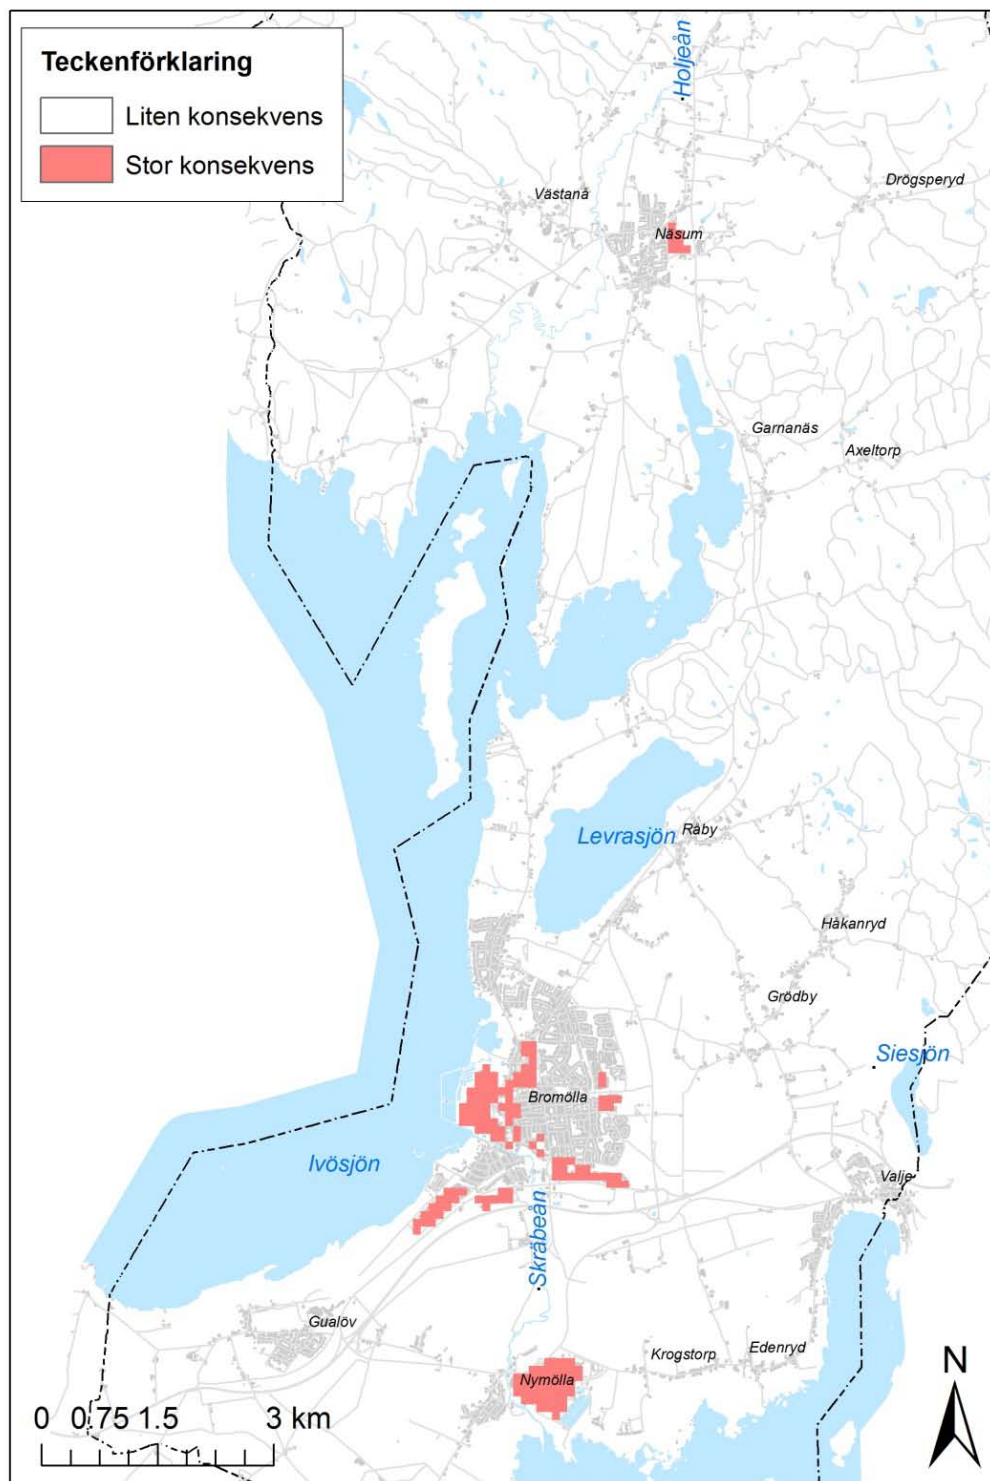 Teckenförklaring
Liten konsekvens
Stor konsekvens
Holjeån
Drögsperyd
Västanå
Näsum
Garnanäs
Axeltorp
Levrasjön
Råby
Håkanryd
Grödby
Siesjön
Bromölla
Ivösjön
Valje
Skräbeån
Gualöv
Krogstorp
Edenryd
Nymölla
N
0 0,75 1,5 3 km